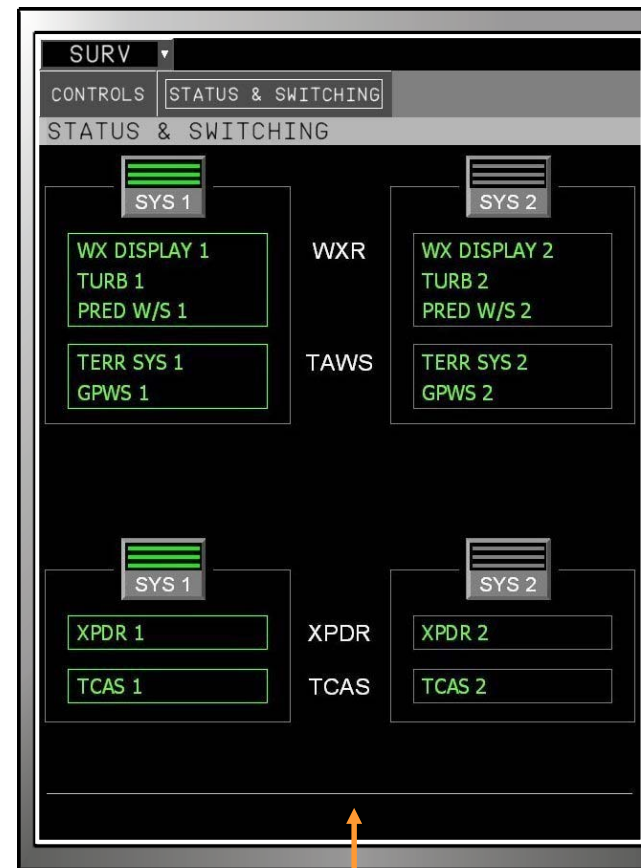 SURV
CONTROLS STATUS & SWITCHING
STATUS & SWITCHING
SYS 1 SYS 2
WX DISPLAY 1 WXR WX DISPLAY 2
TURB 1 TURB 2
PRED W/S 1 PRED W/S 2
TERR SYS 1 TAWS TERR SYS 2
GPWS 1 GPWS 2
SYS 1 SYS 2
XPDR 1 XPDR XPDR 2
TCAS 1 TCAS TCAS 2